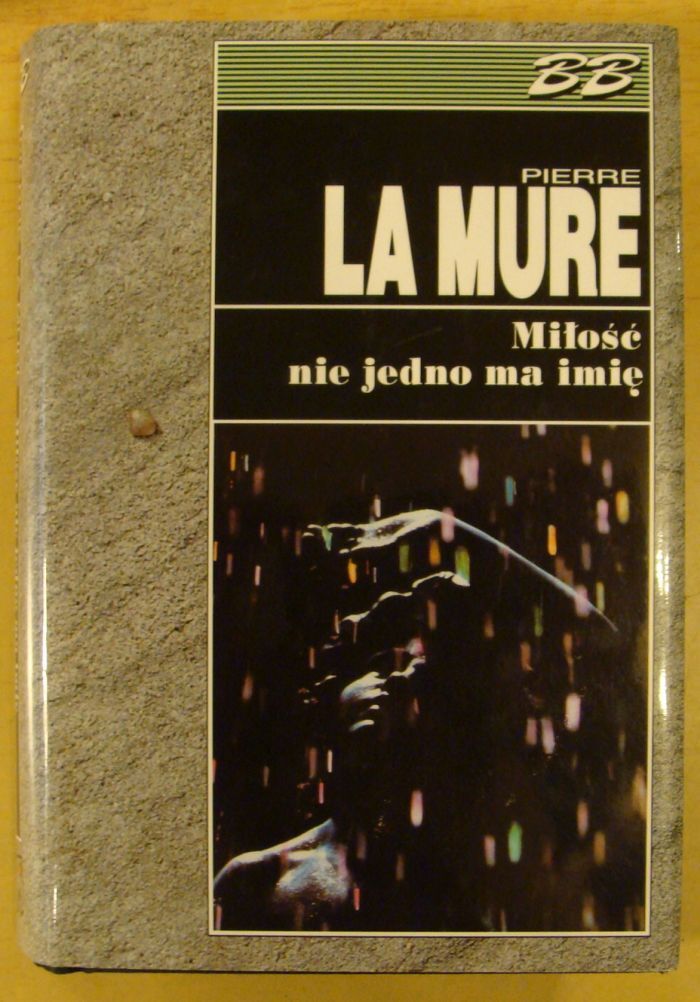 BB
PIERRE
LA MURE
Miłość
nie jedno ma imię